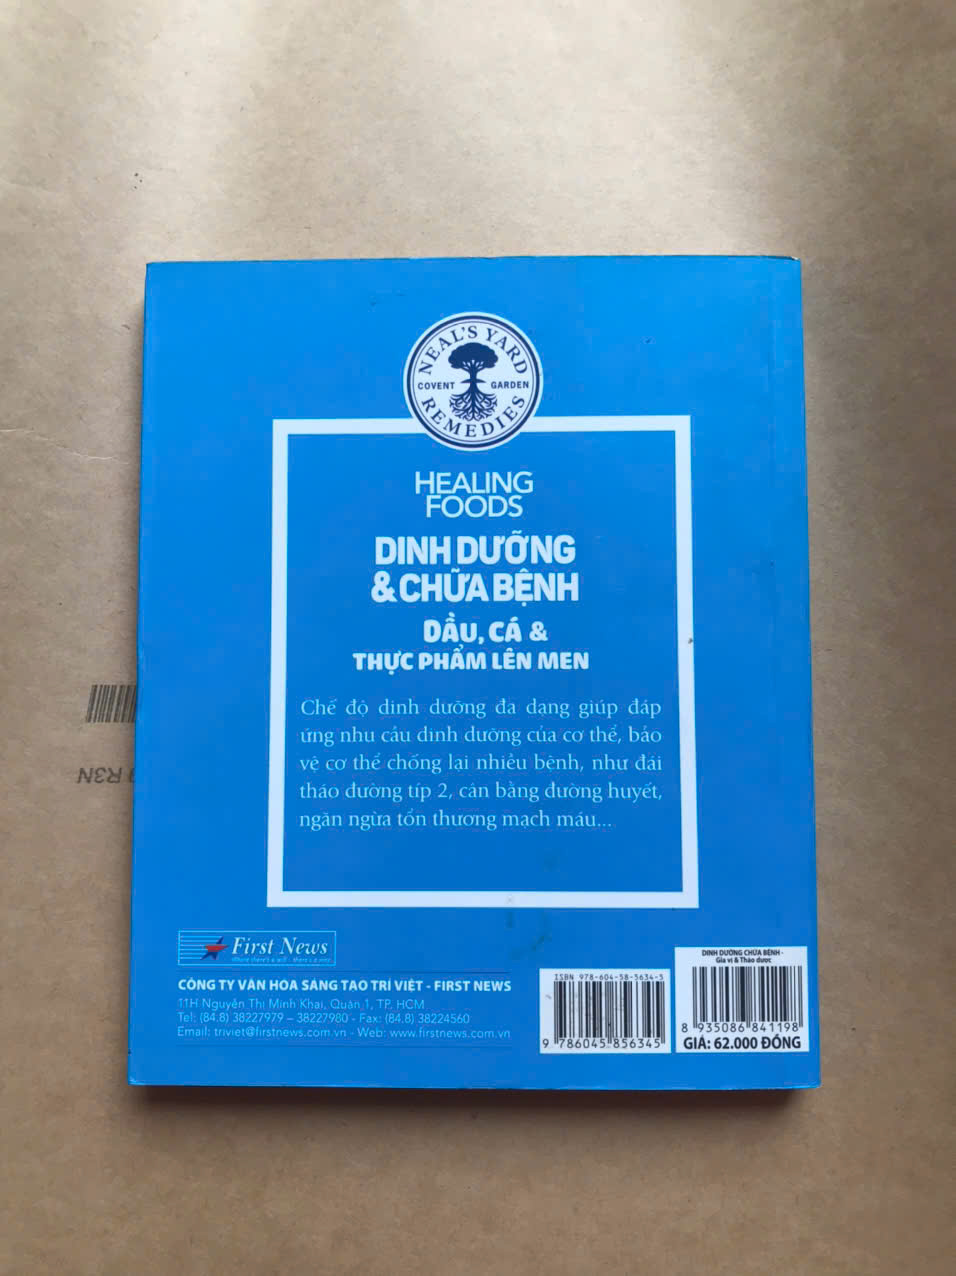 NEAL'S YARD
COVENT GARDEN
REMEDIES
HEALING
FOODS
DINH DƯỠNG
& CHỮA BỆNH
DẦU, CÁ &
THỰC PHẨM LÊN MEN
Chế độ dinh dưỡng đa dạng giúp đáp
ứng nhu cầu dinh dưỡng của cơ thể, bảo
vệ cơ thể chống lại nhiều bệnh, như đái
tháo đường típ 2, cân bằng đường huyết,
ngăn ngừa tổn thương mạch máu...
R3N
First News
CÔNG TY VĂN HÓA SÁNG TẠO TRÍ VIỆT - FIRST NEWS
11H Nguyễn Thị Minh Khai, Quận 1, TP. HCM
Tel: (84.8) 38227979 – 38227980 - Fax: (84.8) 38224560
Email: triviet@firstnews.com.vn - Web: www.firstnews.com.vn
ISBN 978-604-58-5634-5
9 786045 856345
DINH DƯỠNG CHỮA BỆNH -
Gia vị & Thảo dược
8 935086 841198
GIÁ: 62.000 ĐỒNG